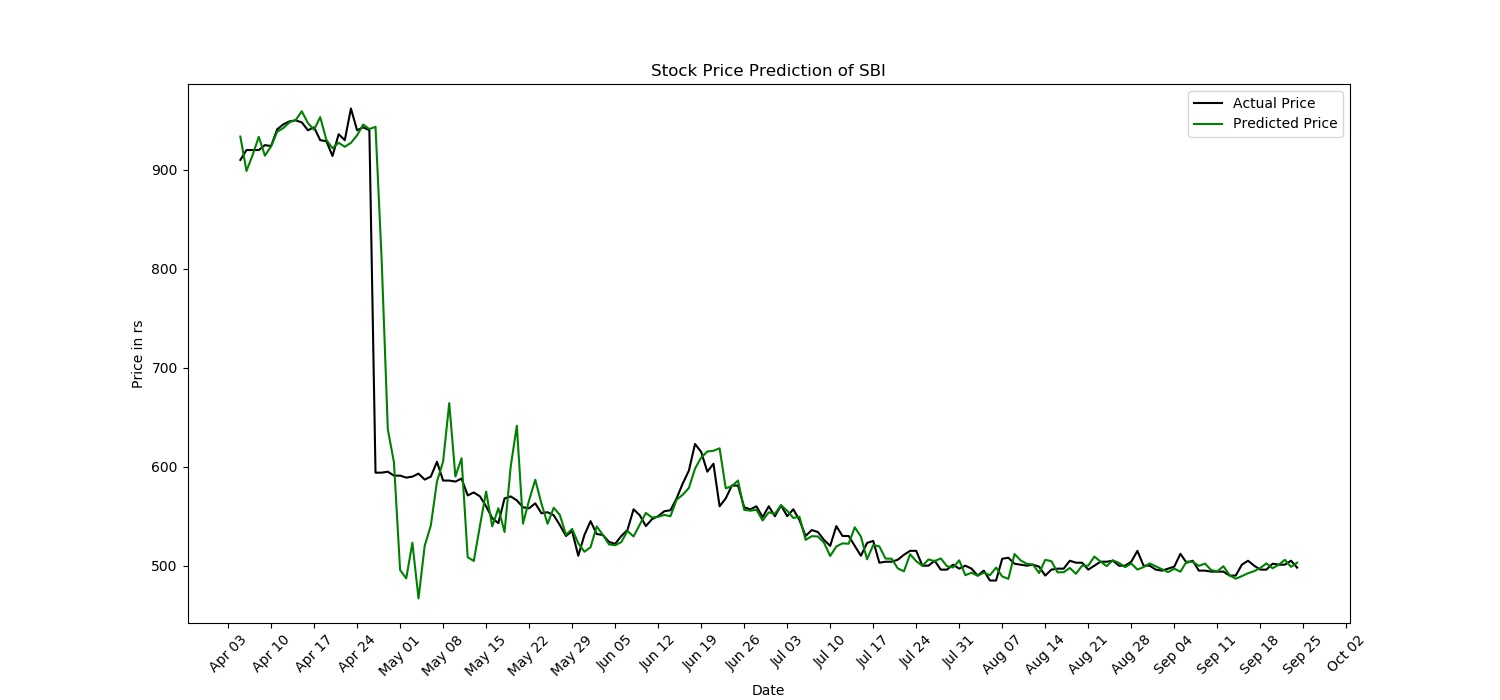 Stock Price Prediction of SBI
Actual Price
Predicted Price
900
800
700
600
500
Price in rs
Apr 03
Apr 10
Apr 17
Apr 24
May 01
May 08
May 15
May 22
May 29
Jun 05
Jun 12
Jun 19
Jun 26
Jul 03
Jul 10
Jul 17
Jul 24
Jul 31
Aug 07
Aug 14
Aug 21
Aug 28
Sep 04
Sep 11
Sep 18
Sep 25
Oct 02
Date